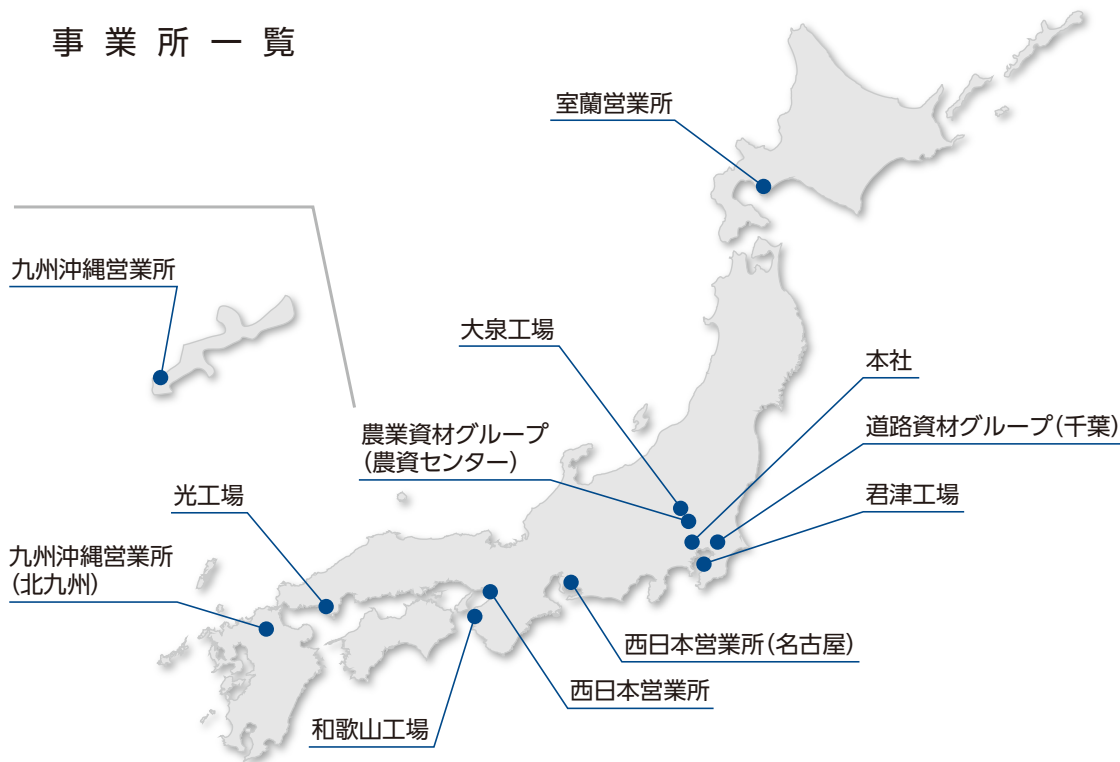 事業所一覧
室蘭営業所
九州沖縄営業所
大泉工場
本社
農業資材グループ
(農資センター)
道路資材グループ(千葉)
光工場
君津工場
九州沖縄営業所
(北九州)
西日本営業所(名古屋)
西日本営業所
和歌山工場